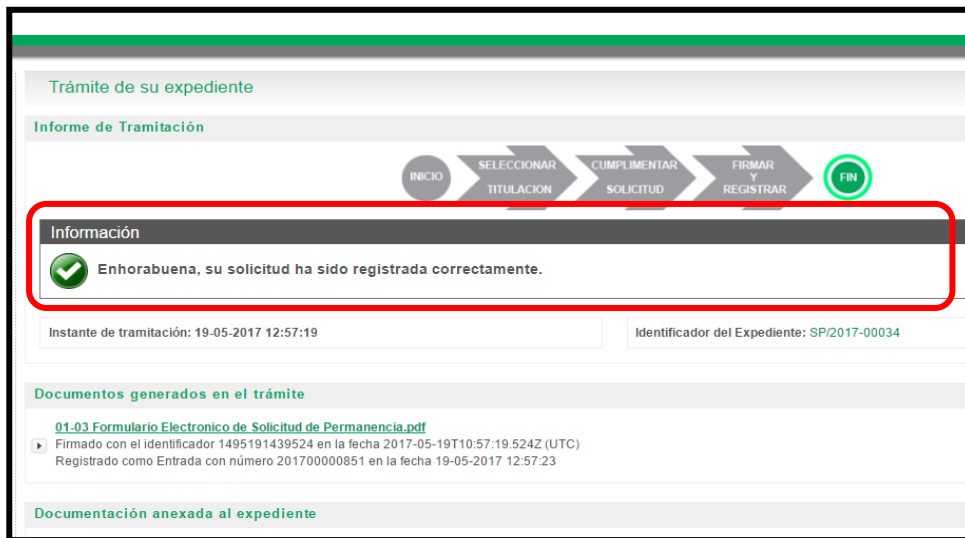 Trámite de su expediente
Informe de Tramitación
INICIO
SELECCIONAR
TITULACION
CUMPLIMENTAR
SOLICITUD
FIRMAR
Y
REGISTRAR
FIN
Información
Enhorabuena, su solicitud ha sido registrada correctamente.
Instante de tramitación: 19-05-2017 12:57:19
Identificador del Expediente: SP/2017-00034
Documentos generados en el trámite
01-03 Formulario Electronico de Solicitud de Permanencia.pdf
Firmado con el identificador 1495191439524 en la fecha 2017-05-19T10:57:19.524Z (UTC)
Registrado como Entrada con número 201700000851 en la fecha 19-05-2017 12:57:23
Documentación anexada al expediente